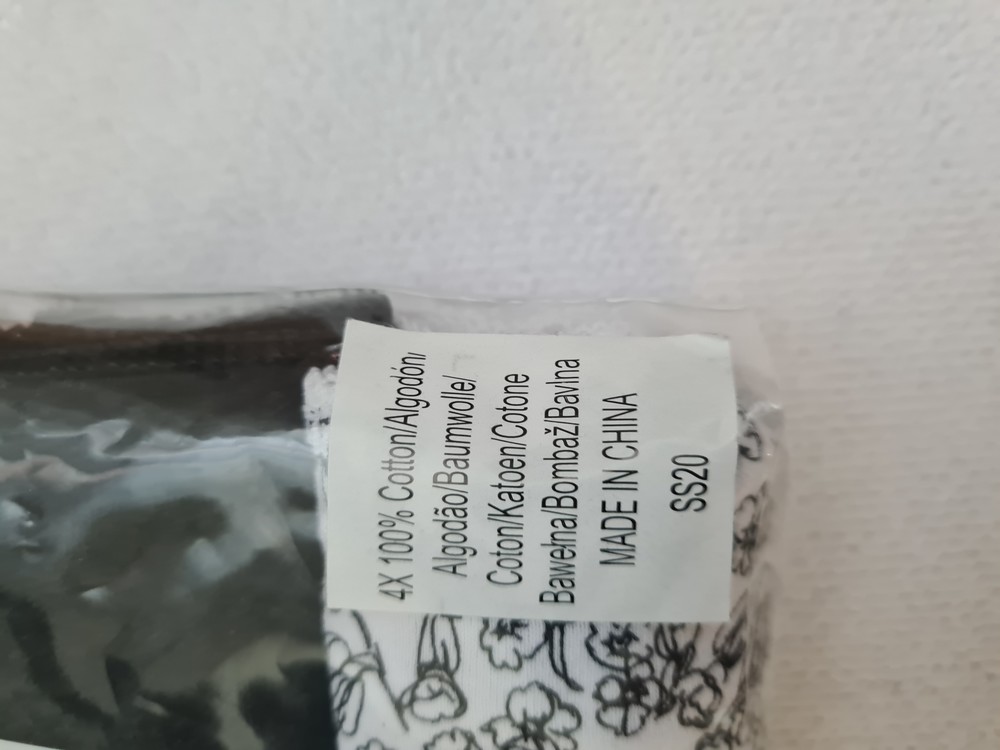 4X 100% Cotton/Algodón/
Algodão/Baumwolle/
Coton/Katoen/Cotone
Bawełna/Bombaž/Bavlna
MADE IN CHINA
SS20